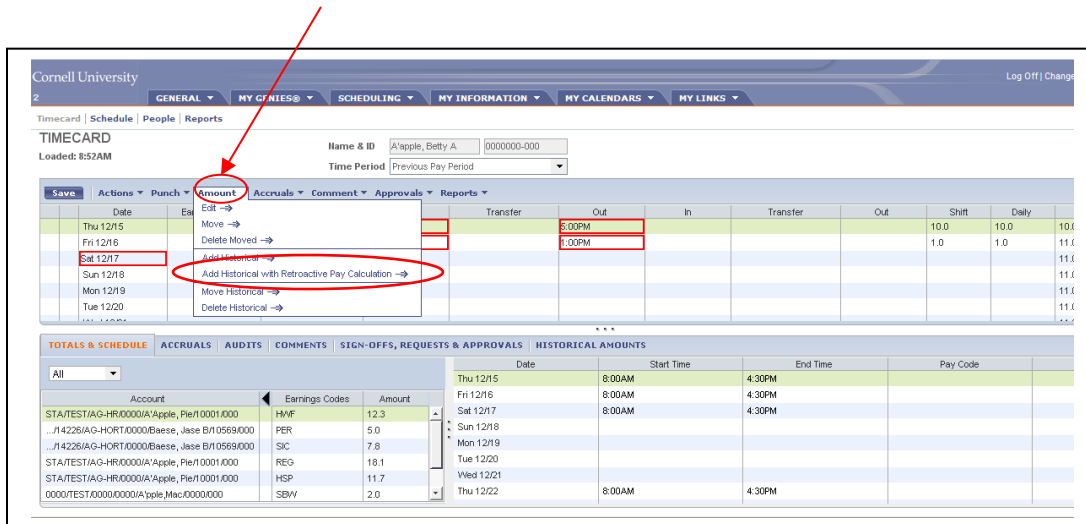 Cornell University
Log Off | Change
2 GENERAL MY GENIES® SCHEDULING MY INFORMATION MY CALENDARS MY LINKS
Timecard | Schedule | People | Reports
TIMECARD
Loaded: 8:52AM
Name & ID A'apple, Betty A 0000000-000
Time Period Previous Pay Period
Save Actions Punch Amount Accruals Comment Approvals Reports
Date Transfer Out In Transfer Out Shift Daily
Thu 12/15 5:00PM 10.0 10.0
Fri 12/16 1:00PM 1.0 1.0
Sat 12/17
Sun 12/18
Mon 12/19
Tue 12/20
Edit
Move
Delete Moved
Add Historical
Add Historical with Retroactive Pay Calculation
Move Historical
Delete Historical
TOTALS & SCHEDULE ACCRUALS AUDITS COMMENTS SIGN-OFFS, REQUESTS & APPROVALS HISTORICAL AMOUNTS
All
Account Earnings Codes Amount
STA/TEST/AG-HR/0000/A'Apple, Pie/10001/000 HWF 12.3
.../14226/AG-HORT/0000/Baese, Jase B/10569/000 PER 5.0
.../14226/AG-HORT/0000/Baese, Jase B/10569/000 SIC 7.8
STA/TEST/AG-HR/0000/A'Apple, Pie/10001/000 REG 18.1
STA/TEST/AG-HR/0000/A'Apple, Pie/10001/000 HSP 11.7
0000/TEST/0000/0000/A'pple,Mac/0000/000 SBW 2.0
Date Start Time End Time Pay Code
Thu 12/15 8:00AM 4:30PM
Fri 12/16 8:00AM 4:30PM
Sat 12/17 8:00AM 4:30PM
Sun 12/18
Mon 12/19
Tue 12/20
Wed 12/21
Thu 12/22 8:00AM 4:30PM